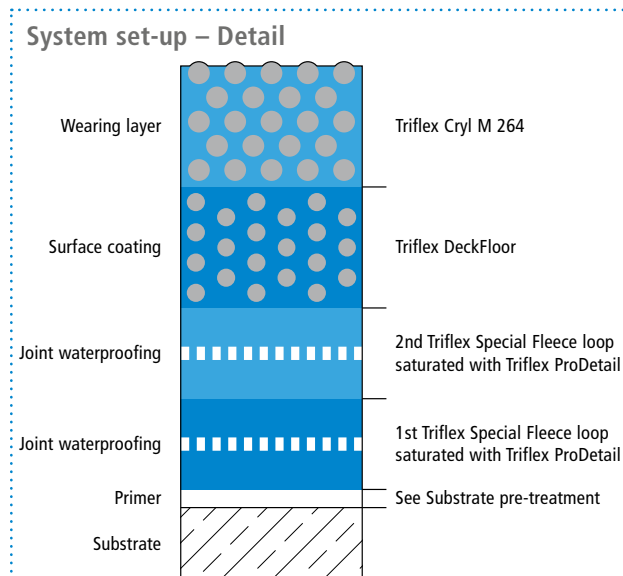 System set-up – Detail
Wearing layer
Triflex Cryl M 264
Surface coating
Triflex DeckFloor
Joint waterproofing
2nd Triflex Special Fleece loop
saturated with Triflex ProDetail
Joint waterproofing
1st Triflex Special Fleece loop
saturated with Triflex ProDetail
Primer
See Substrate pre-treatment
Substrate